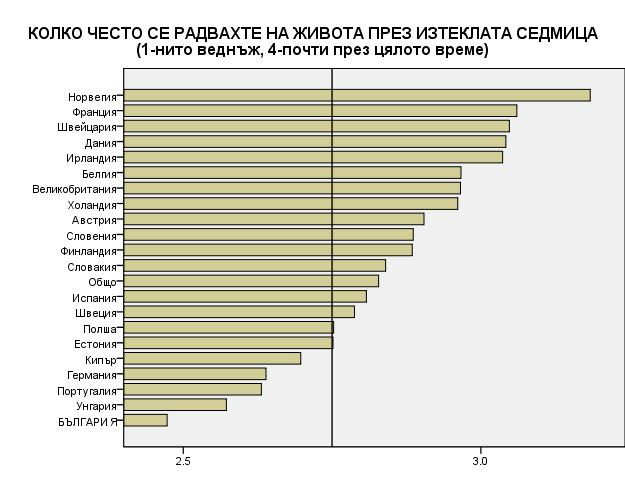 КОЛКО ЧЕСТО СЕ РАДВАХТЕ НА ЖИВОТА ПРЕЗ ИЗТЕКЛАТА СЕДМИЦА
(1-нито веднъж, 4-почти през цялото време)
Норвегия
Франция
Швейцария
Дания
Ирландия
Белгия
Великобритания
Холандия
Австрия
Словения
Финландия
Словакия
Общо
Испания
Швеция
Полша
Естония
Кипър
Германия
Португалия
Унгария
БЪЛГАРИ Я
2.5 3.0